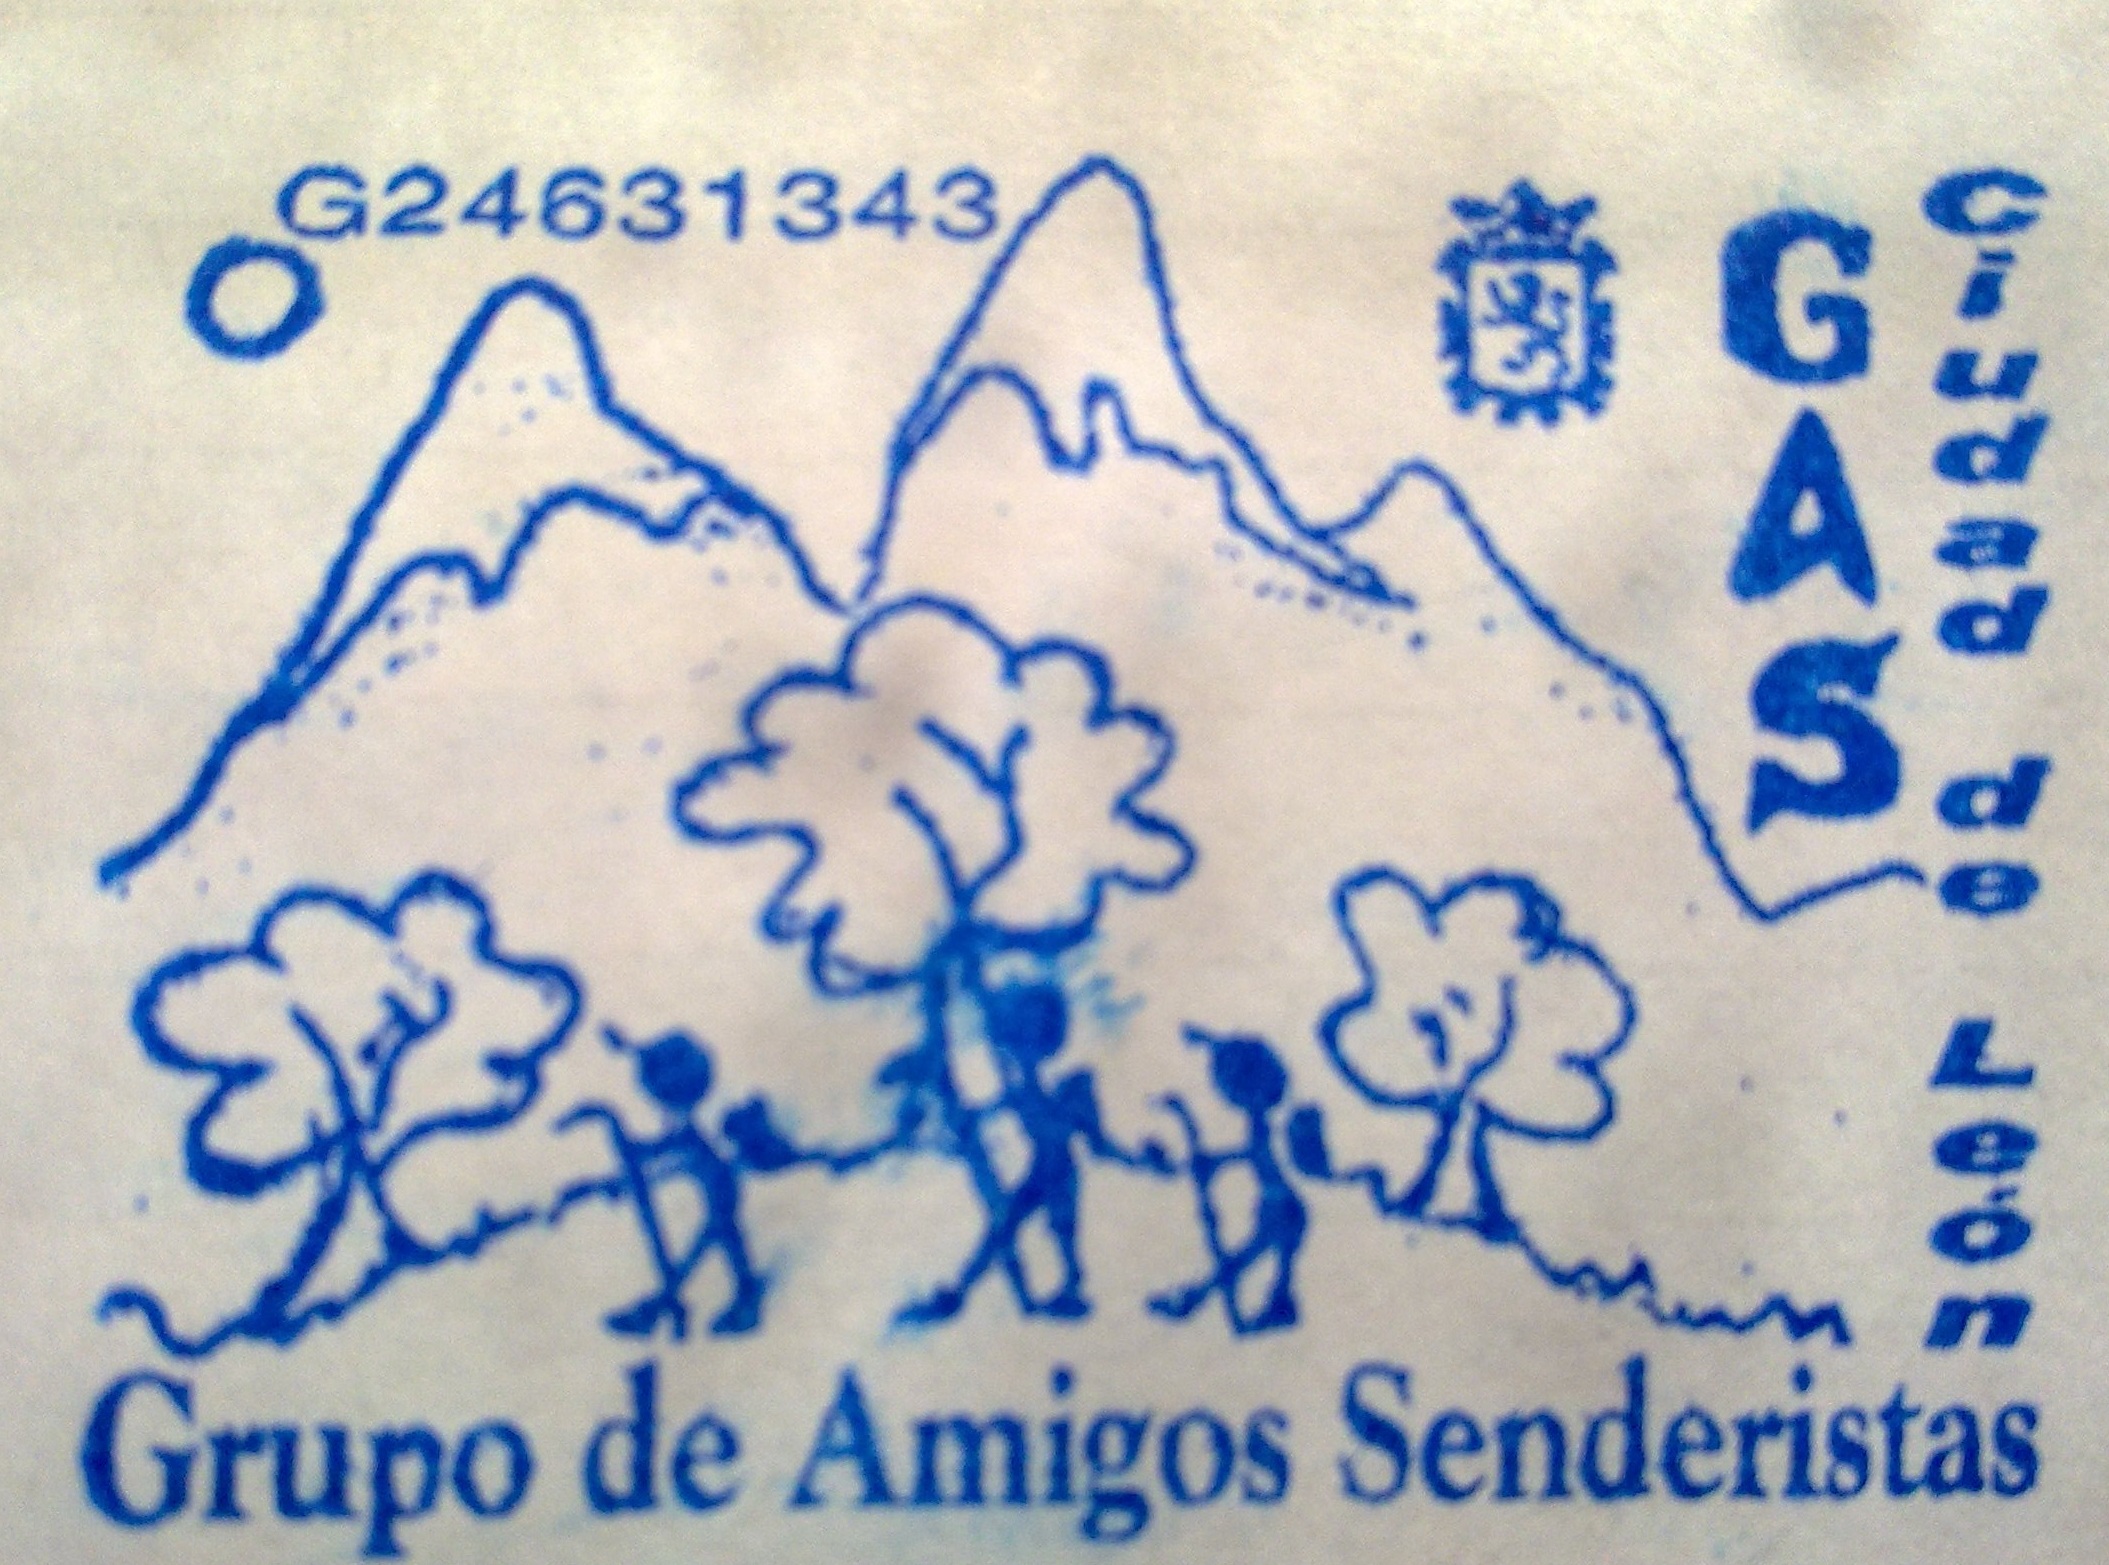 G24631343
GAS
Ciudad de León
Grupo de Amigos Senderistas